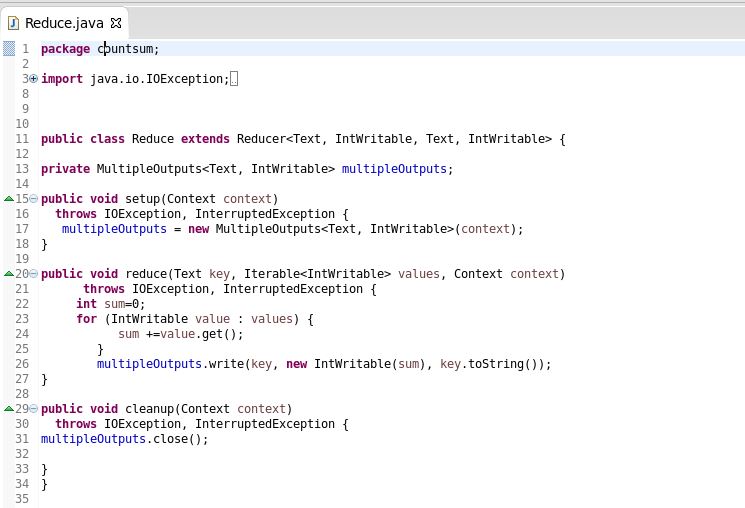 Reduce.java
1 package countsum;
2
3 import java.io.IOException;
8
9
10
11 public class Reduce extends Reducer<Text, IntWritable, Text, IntWritable> {
12
13 private MultipleOutputs<Text, IntWritable> multipleOutputs;
14
15 public void setup(Context context)
16   throws IOException, InterruptedException {
17    multipleOutputs = new MultipleOutputs<Text, IntWritable>(context);
18 }
19
20 public void reduce(Text key, Iterable<IntWritable> values, Context context)
21       throws IOException, InterruptedException {
22      int sum=0;
23      for (IntWritable value : values) {
24            sum +=value.get();
25         }
26         multipleOutputs.write(key, new IntWritable(sum), key.toString());
27 }
28
29 public void cleanup(Context context)
30   throws IOException, InterruptedException {
31 multipleOutputs.close();
32
33 }
34 }
35